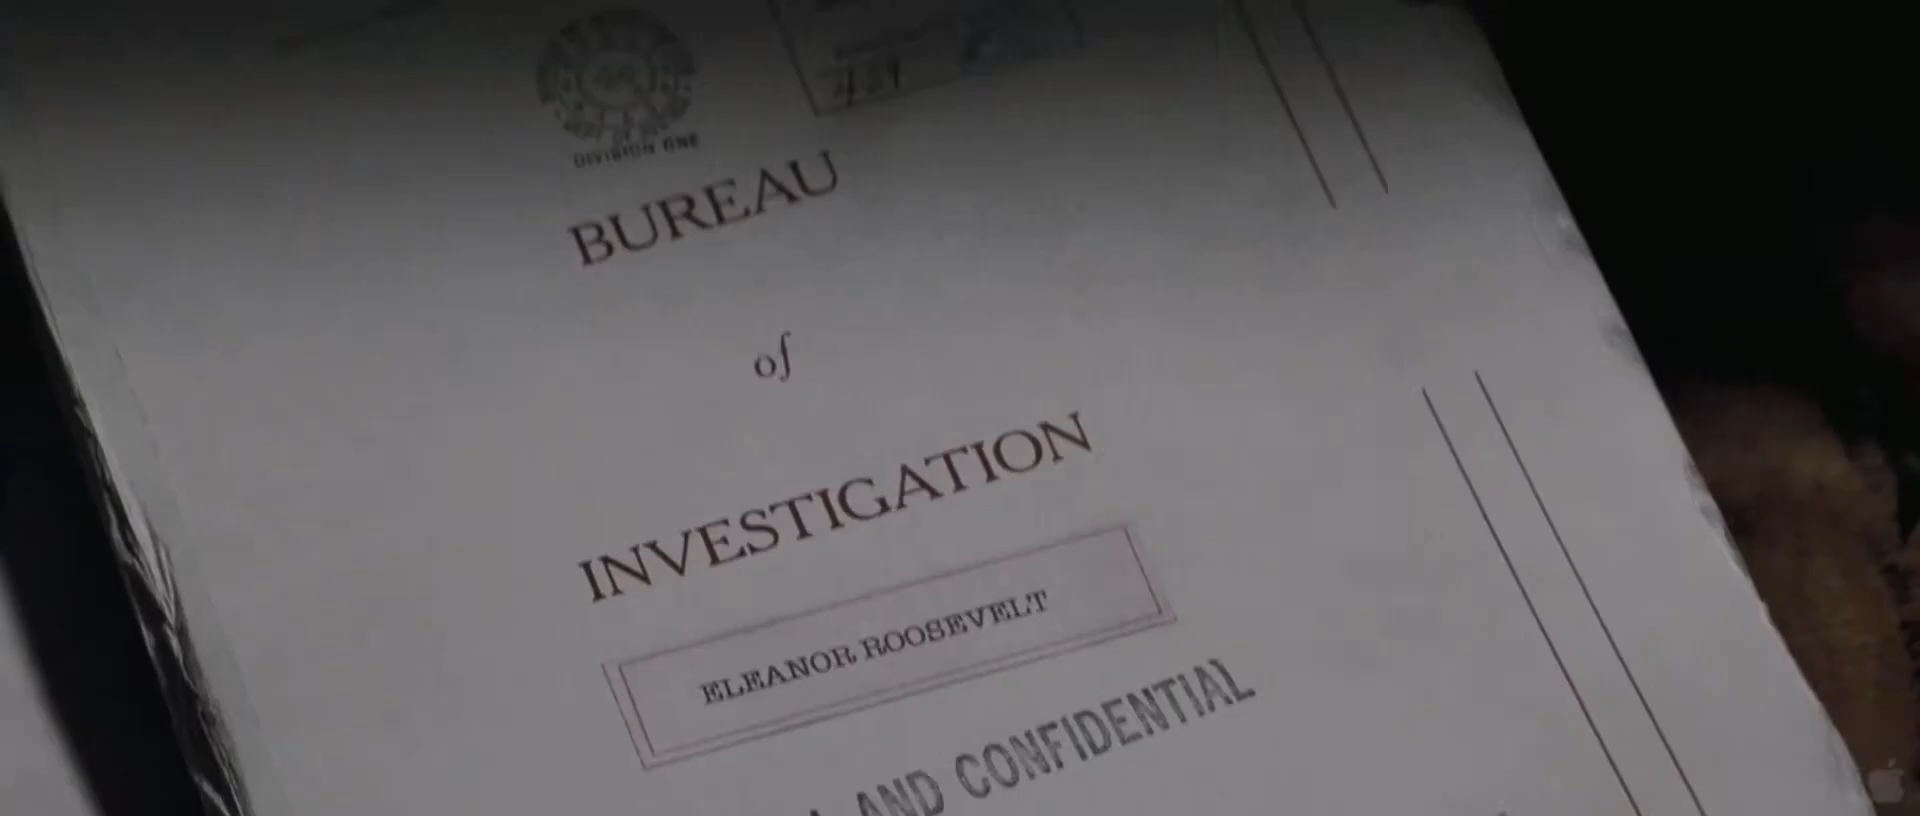 DIVISION ONE
BUREAU
of
INVESTIGATION
ELEANOR ROOSEVELT
AND CONFIDENTIAL